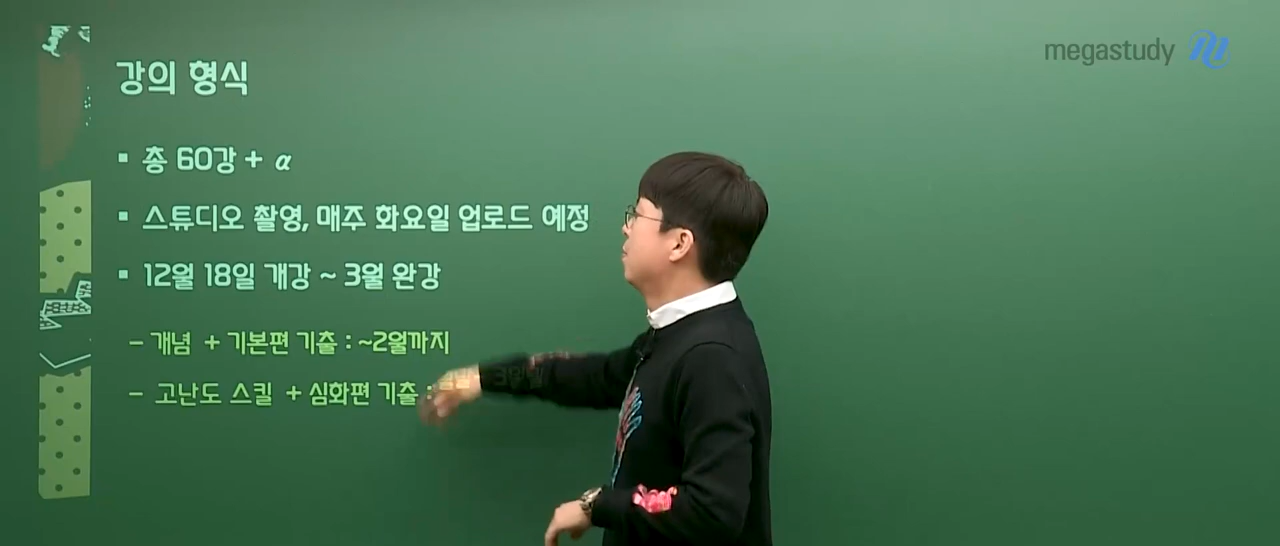 megastudy
강의 형식
▪ 총 60강 + α
▪ 스튜디오 촬영, 매주 화요일 업로드 예정
▪ 12월 18일 개강 ~ 3월 완강
– 개념 + 기본편 기출 : ~2월까지
– 고난도 스킬 + 심화편 기출 :